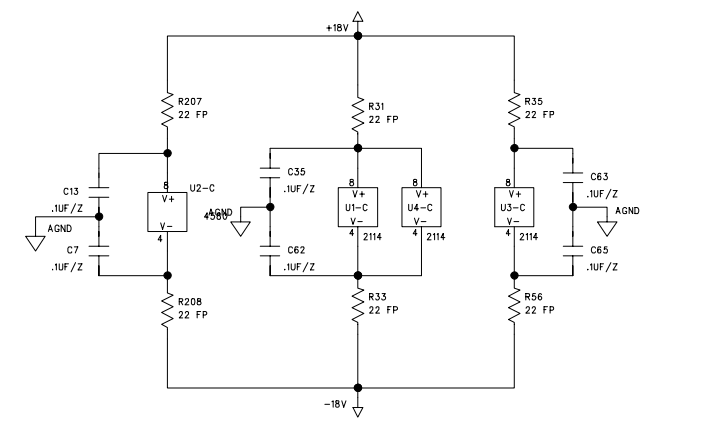 +18V
R207
22 FP
R31
22 FP
R35
22 FP
C13
.1UF/Z
8
V+
V-
4
U2-C
4580
AGND
C7
.1UF/Z
C35
.1UF/Z
AGND
C62
.1UF/Z
8
V+
U1-C
V-
4
2114
8
V+
U4-C
V-
4
2114
8
V+
U3-C
V-
4
2114
C63
.1UF/Z
AGND
C65
.1UF/Z
R208
22 FP
R33
22 FP
R56
22 FP
-18V